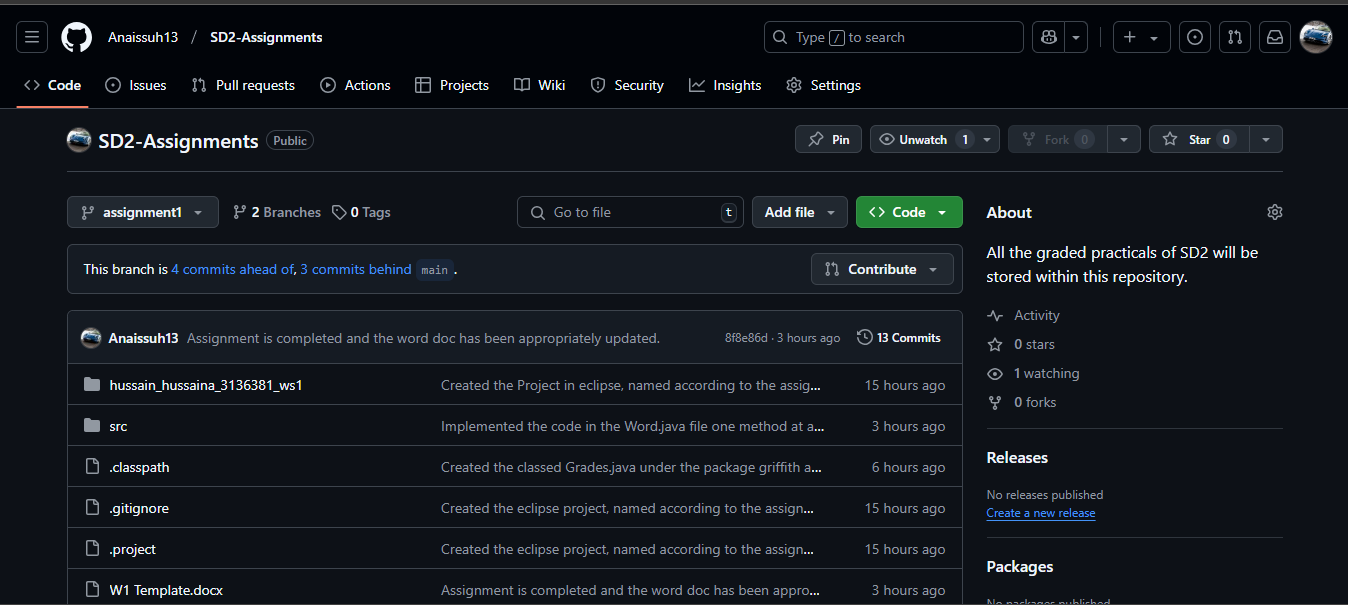 Anaissuh13 / SD2-Assignments Type / to search
Code Issues Pull requests Actions Projects Wiki Security Insights Settings
SD2-Assignments Public Pin Unwatch 1 Fork 0 Star 0
assignment1 2 Branches 0 Tags Go to file t Add file Code
About
This branch is 4 commits ahead of, 3 commits behind main . Contribute
All the graded practicals of SD2 will be
stored within this repository.
Activity
0 stars
1 watching
0 forks
Anaissuh13 Assignment is completed and the word doc has been appropriately updated. 8f8e86d · 3 hours ago 13 Commits
hussain_hussaina_3136381_ws1 Created the Project in eclipse, named according to the assig... 15 hours ago
src Implemented the code in the Word.java file one method at a... 3 hours ago
.classpath Created the classed Grades.java under the package griffith a... 6 hours ago
.gitignore Created the eclipse project, named according to the assign... 15 hours ago
.project Created the eclipse project, named according to the assign... 15 hours ago
W1 Template.docx Assignment is completed and the word doc has been appro... 3 hours ago
Releases
No releases published
Create a new release
Packages
No packages published